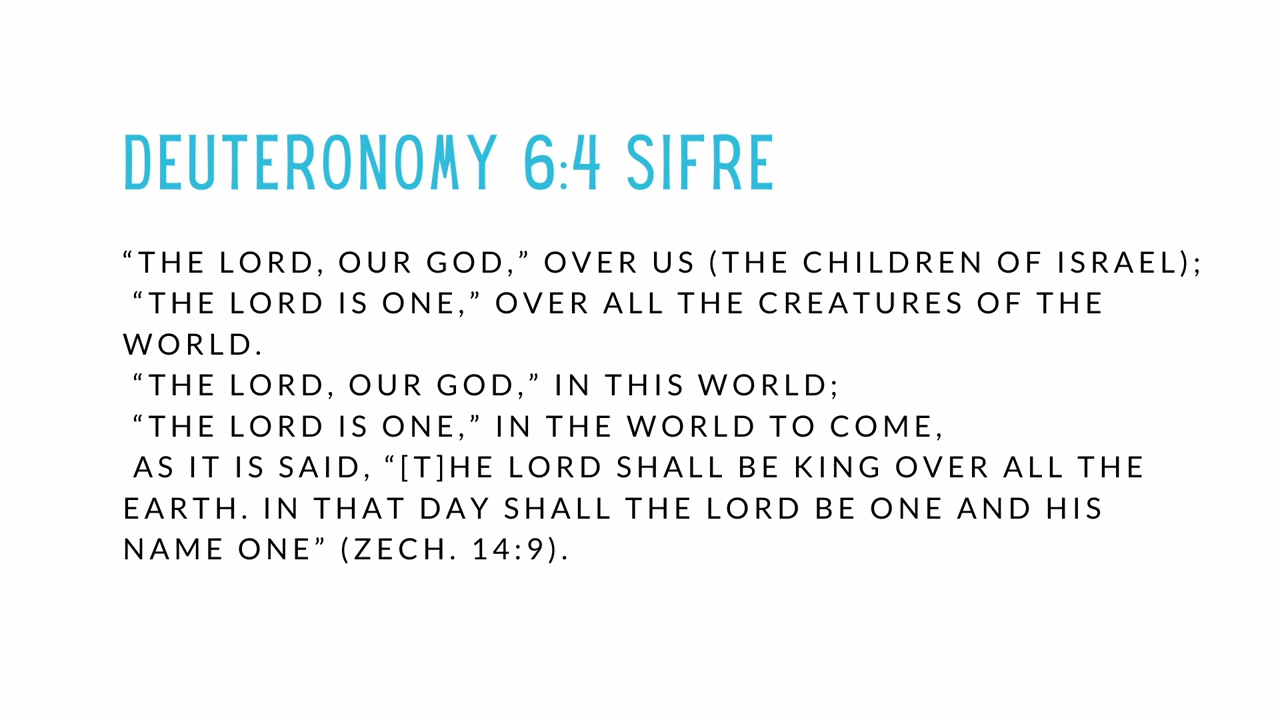 DEUTERONOMY 6:4 SIFRE
“THE LORD, OUR GOD,” OVER US (THE CHILDREN OF ISRAEL);
“THE LORD IS ONE,” OVER ALL THE CREATURES OF THE
WORLD.
“THE LORD, OUR GOD,” IN THIS WORLD;
“THE LORD IS ONE,” IN THE WORLD TO COME,
AS IT IS SAID, “[T]HE LORD SHALL BE KING OVER ALL THE
EARTH. IN THAT DAY SHALL THE LORD BE ONE AND HIS
NAME ONE” (ZECH. 14:9).